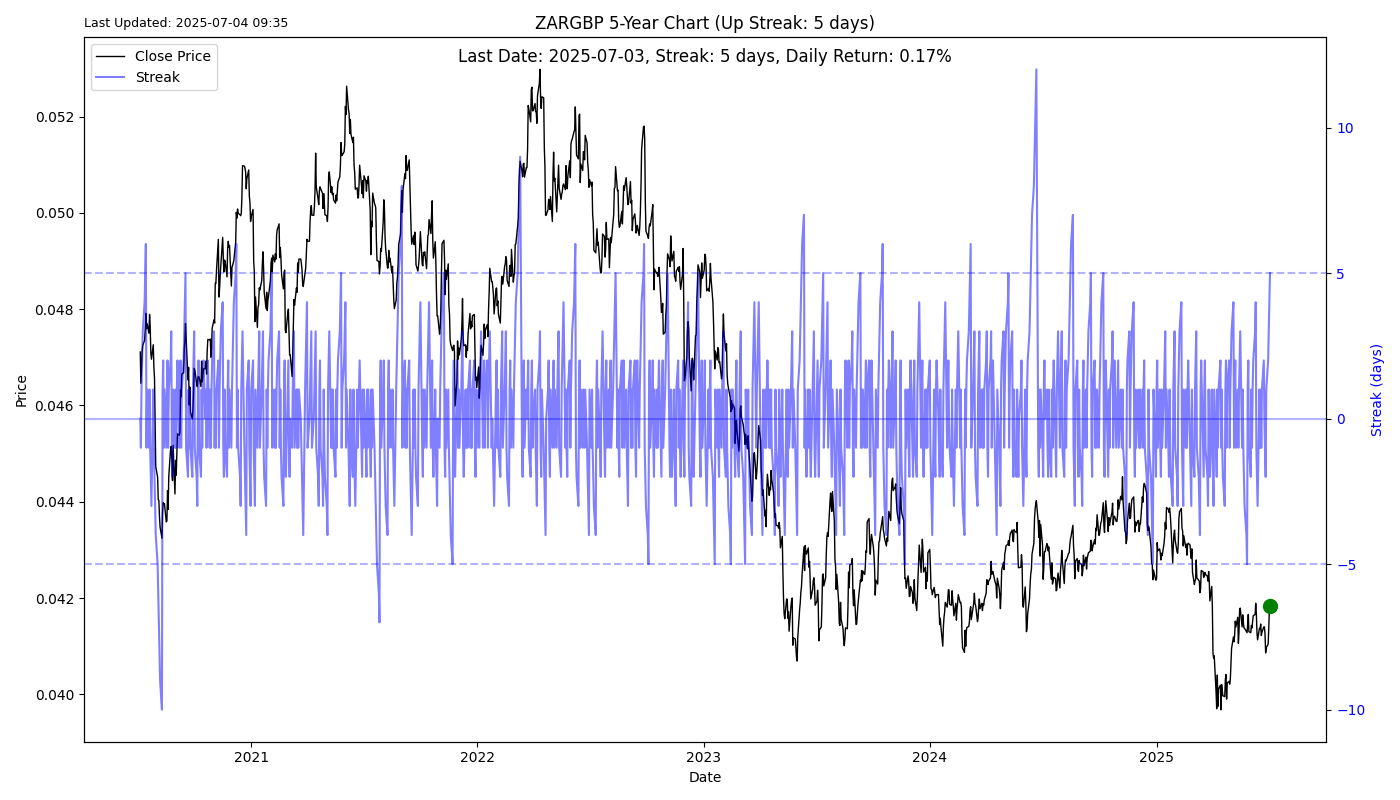 Last Updated: 2025-07-04 09:35
ZARGBP 5-Year Chart (Up Streak: 5 days)
Last Date: 2025-07-03, Streak: 5 days, Daily Return: 0.17%
Close Price
Streak
0.052
0.050
0.048
0.046
0.044
0.042
0.040
Price
10
5
0
−5
−10
Streak (days)
2021
2022
2023
2024
2025
Date